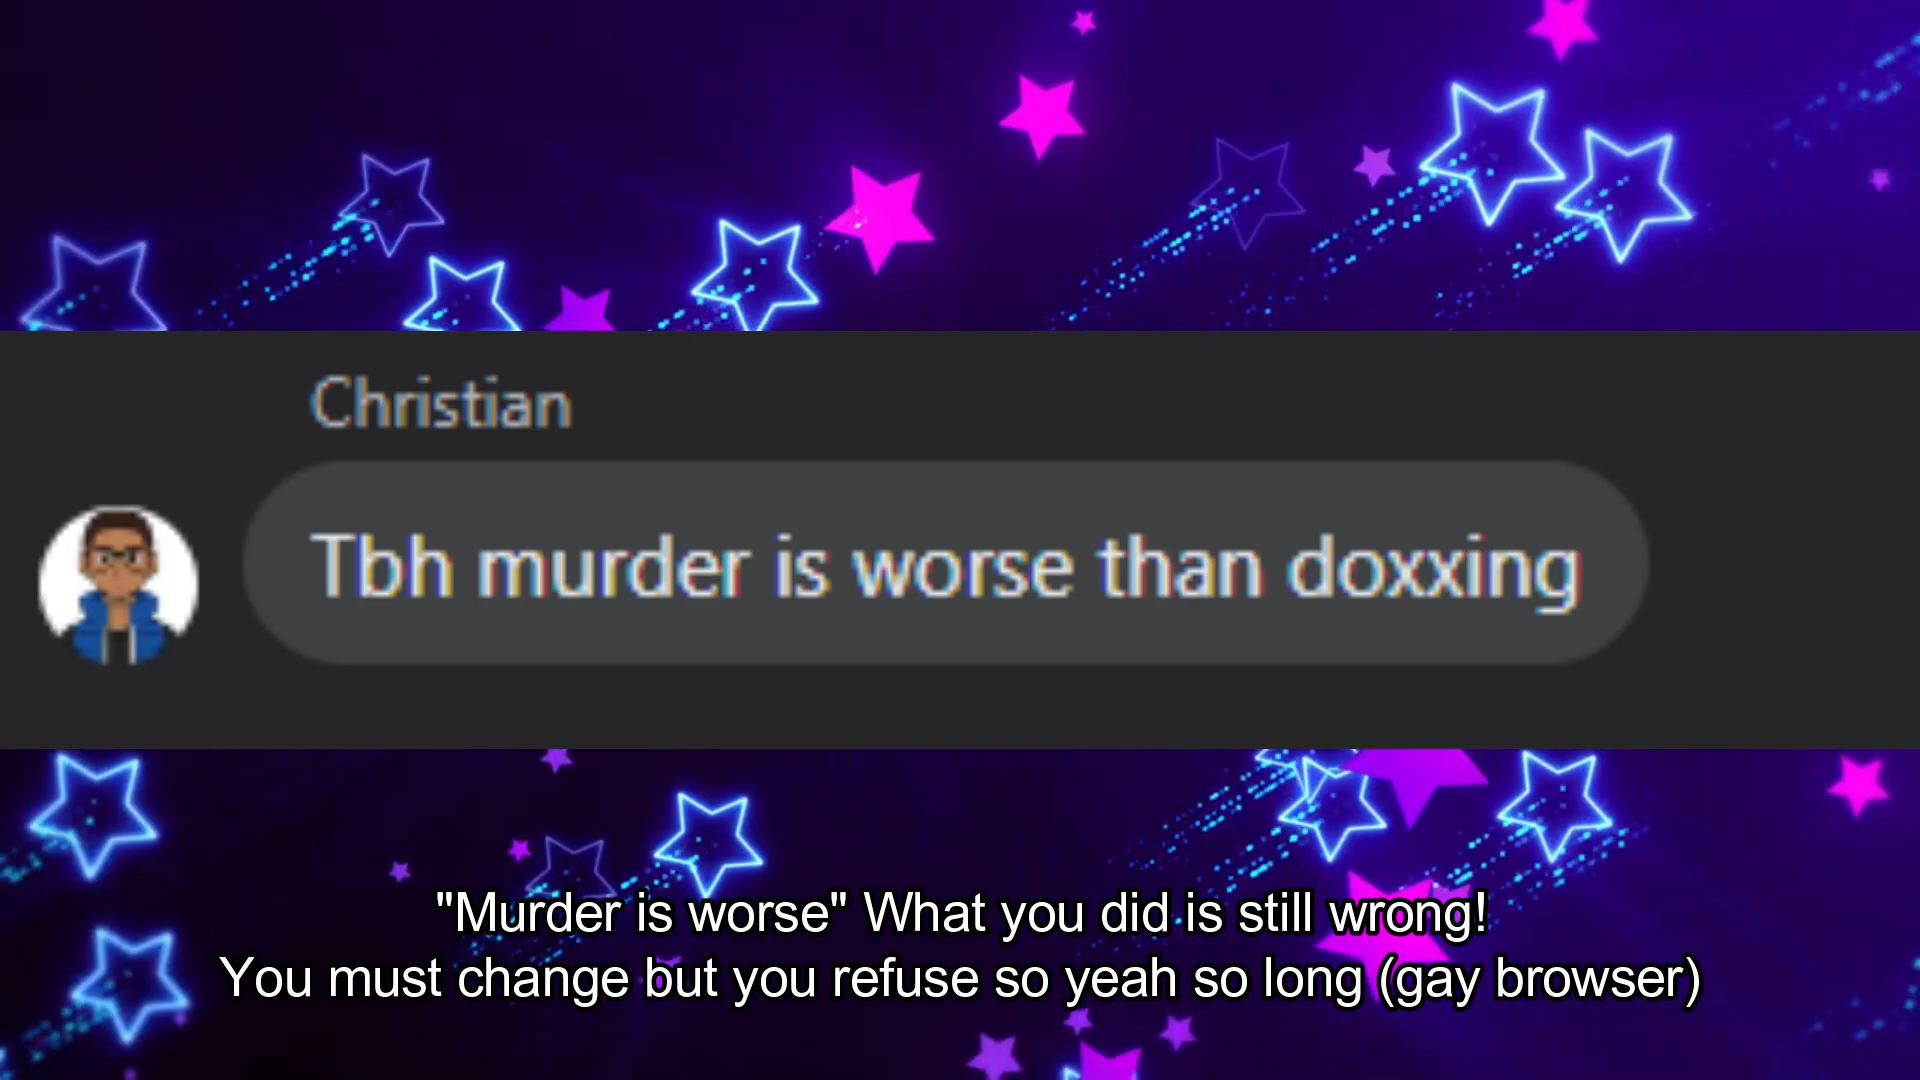 Christian
Tbh murder is worse than doxxing
"Murder is worse" What you did is still wrong!
You must change but you refuse so yeah so long (gay browser)